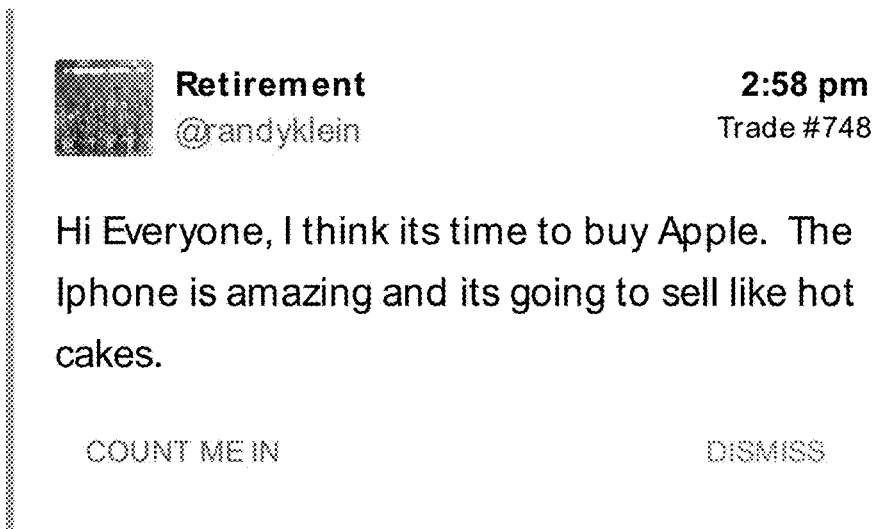 Retirement 2:58 pm
@randyklein Trade #748
Hi Everyone, I think its time to buy Apple. The
Iphone is amazing and its going to sell like hot
cakes.
COUNT ME IN DISMISS